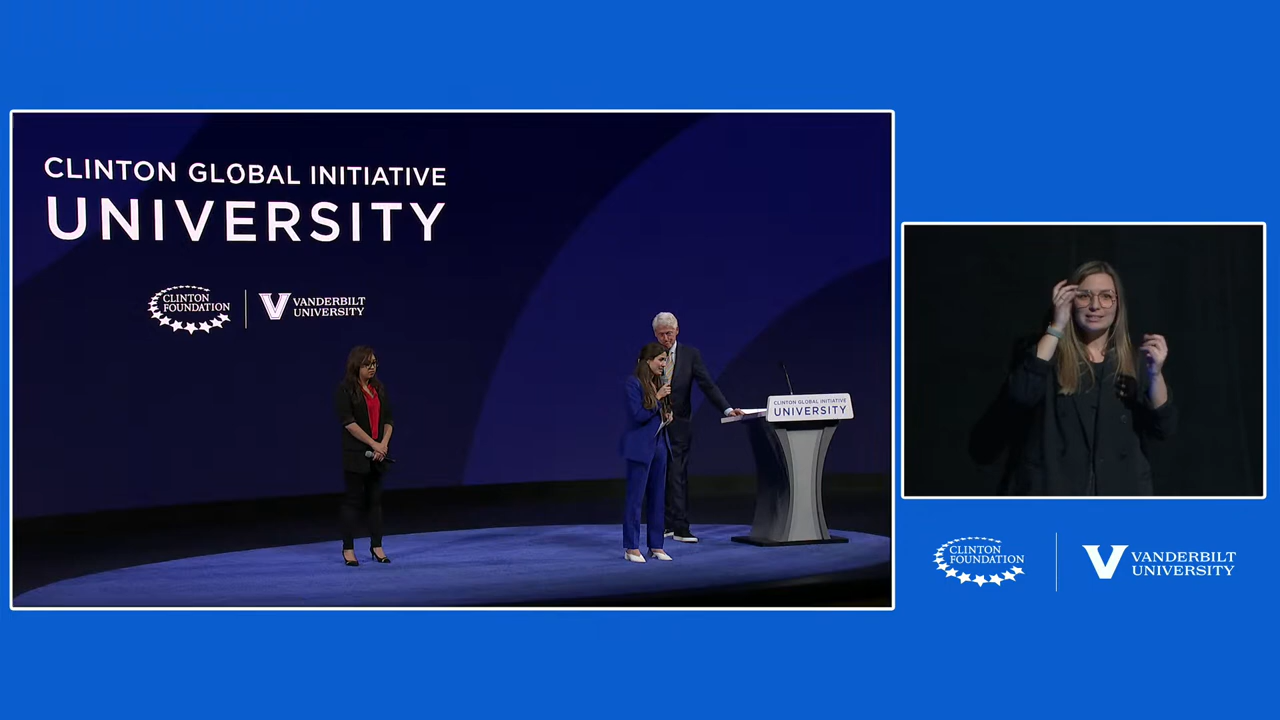 CLINTON GLOBAL INITIATIVE
UNIVERSITY
CLINTON
FOUNDATION
VANDERBILT
UNIVERSITY
CLINTON GLOBAL INITIATIVE
UNIVERSITY
CLINTON
FOUNDATION
VANDERBILT
UNIVERSITY